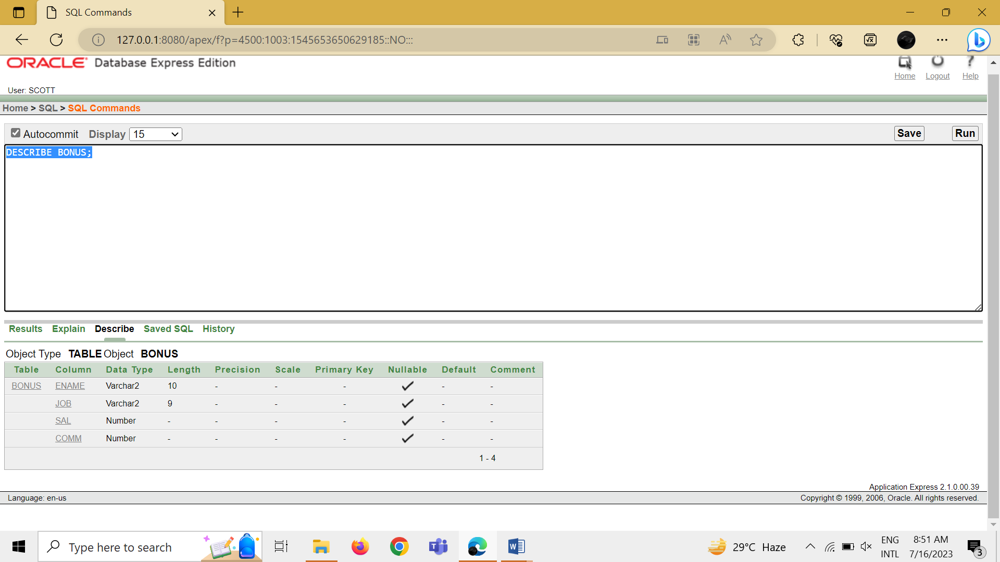 SQL Commands
127.0.0.1:8080/apex/f?p=4500:1003:1545653650629185::NO:::
ORACLE Database Express Edition
Home Logout Help
User: SCOTT
Home > SQL > SQL Commands
Autocommit Display 15 Save Run
DESCRIBE BONUS;
Results Explain Describe Saved SQL History
Object Type TABLE Object BONUS
Table Column Data Type Length Precision Scale Primary Key Nullable Default Comment
BONUS ENAME Varchar2 10 - - - - -
JOB Varchar2 9 - - - - -
SAL Number - - - - - -
COMM Number - - - - - -
1 - 4
Application Express 2.1.0.00.39
Language: en-us Copyright © 1999, 2006, Oracle. All rights reserved.
Type here to search
29°C Haze
ENG
INTL
8:51 AM
7/16/2023
3